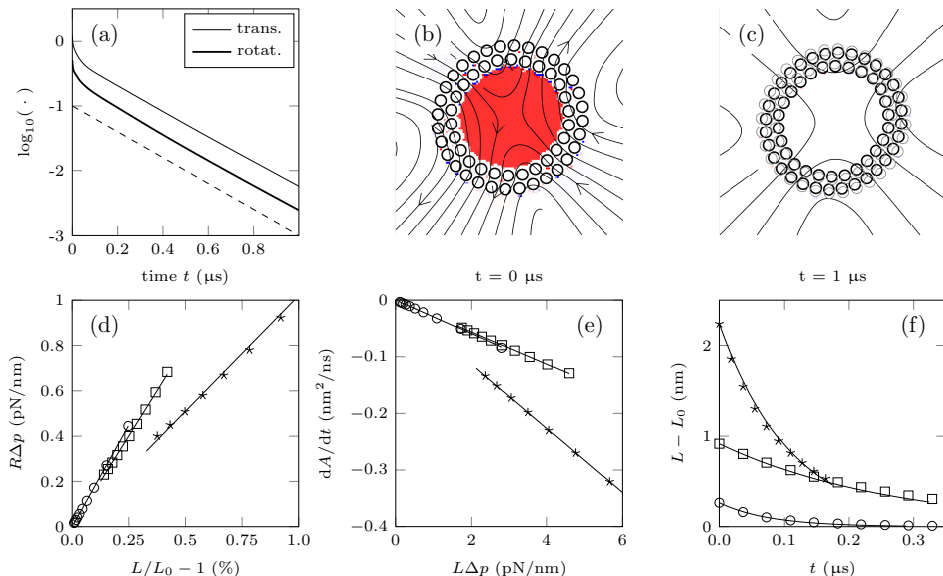 (a)
trans.
rotat.
log10( · )
0
-1
-2
-3
0
0.2
0.4
0.6
0.8
time t (µs)
(b)
t = 0 µs
(c)
t = 1 µs
(d)
RΔp (pN/nm)
1
0.8
0.6
0.4
0.2
0
0.0
0.25
0.5
0.75
1.0
L/L0 − 1 (%)
(e)
dA/dt (nm²/ns)
0
−0.1
−0.2
−0.3
−0.4
0
2
4
6
LΔp (pN/nm)
(f)
L − L0 (nm)
2
1
0
0.0
0.1
0.2
0.3
t (µs)